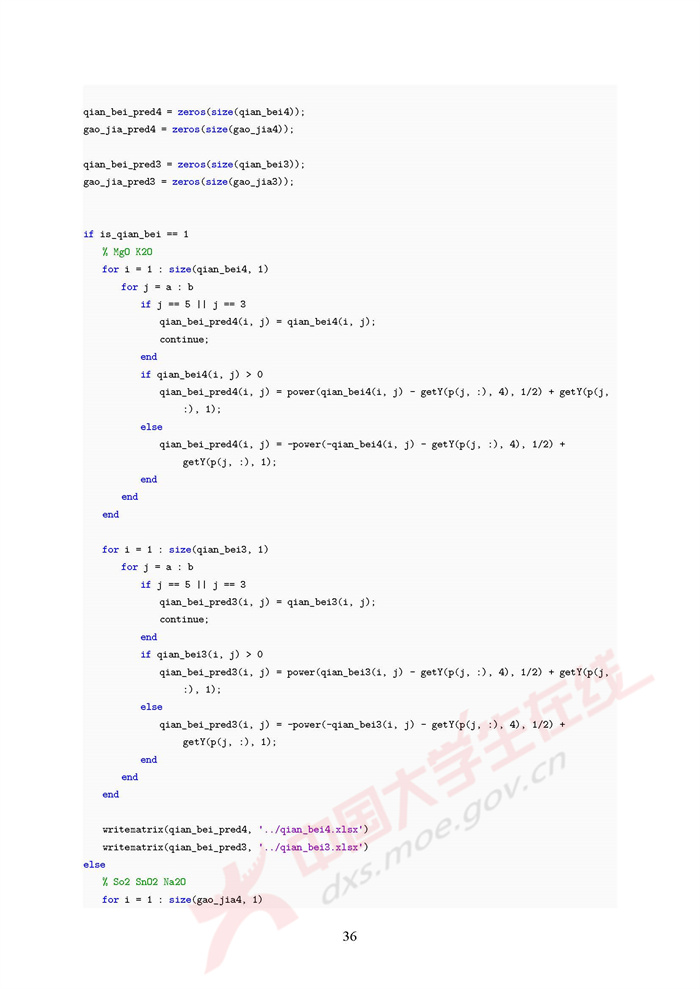 qian_bei_pred4 = zeros(size(qian_bei4));
gao_jia_pred4 = zeros(size(gao_jia4));
qian_bei_pred3 = zeros(size(qian_bei3));
gao_jia_pred3 = zeros(size(gao_jia3));
if is_qian_bei == 1
% MgO K2O
for i = 1 : size(qian_bei4, 1)
for j = a : b
if j == 5 || j == 3
qian_bei_pred4(i, j) = qian_bei4(i, j);
continue;
end
if qian_bei4(i, j) > 0
qian_bei_pred4(i, j) = power(qian_bei4(i, j) - getY(p(j, :), 4), 1/2) + getY(p(j,
:), 1);
else
qian_bei_pred4(i, j) = -power(-qian_bei4(i, j) - getY(p(j, :), 4), 1/2) +
getY(p(j, :), 1);
end
end
end
for i = 1 : size(qian_bei3, 1)
for j = a : b
if j == 5 || j == 3
qian_bei_pred3(i, j) = qian_bei3(i, j);
continue;
end
if qian_bei3(i, j) > 0
qian_bei_pred3(i, j) = power(qian_bei3(i, j) - getY(p(j, :), 4), 1/2) + getY(p(j,
:), 1);
else
qian_bei_pred3(i, j) = -power(-qian_bei3(i, j) - getY(p(j, :), 4), 1/2) +
getY(p(j, :), 1);
end
end
end
writematrix(qian_bei_pred4, '../qian_bei4.xlsx')
writematrix(qian_bei_pred3, '../qian_bei3.xlsx')
else
% So2 SnO2 Na2O
for i = 1 : size(gao_jia4, 1)
中国大学生在线
dxs.moe.gov.cn
36